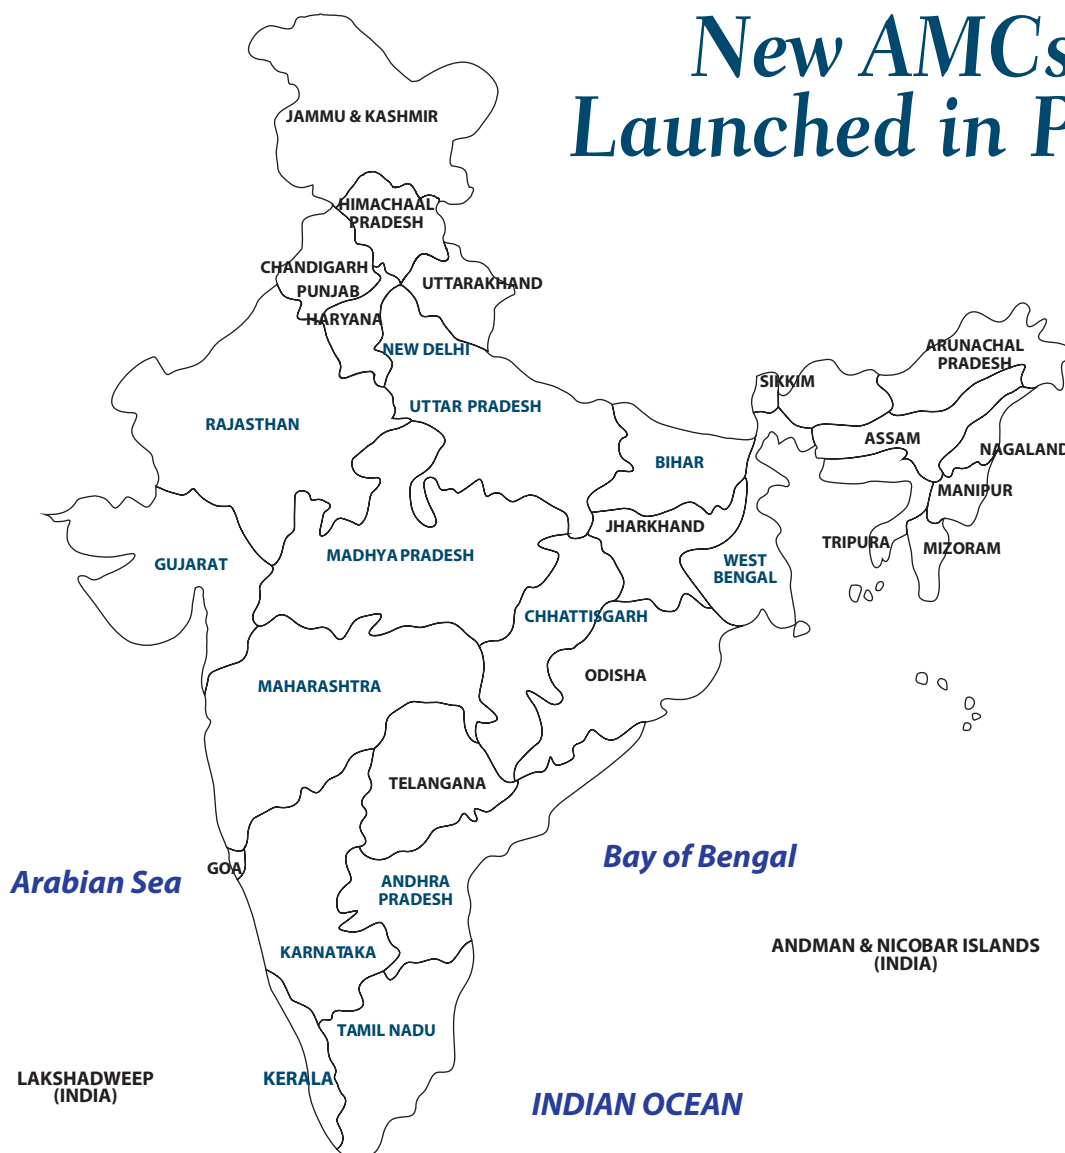 New AMCs
Launched in P
JAMMU & KASHMIR
HIMACHAAL
PRADESH
CHANDIGARH
PUNJAB
UTTARAKHAND
HARYANA
NEW DELHI
ARUNACHAL
PRADESH
SIKKIM
UTTAR PRADESH
RAJASTHAN
ASSAM
NAGALAND
BIHAR
MANIPUR
JHARKHAND
TRIPURA
MIZORAM
MADHYA PRADESH
GUJARAT
WEST
BENGAL
CHHATTISGARH
ODISHA
MAHARASHTRA
TELANGANA
Bay of Bengal
GOA
Arabian Sea
ANDHRA
PRADESH
ANDMAN & NICOBAR ISLANDS
(INDIA)
KARNATAKA
TAMIL NADU
LAKSHADWEEP
(INDIA)
KERALA
INDIAN OCEAN